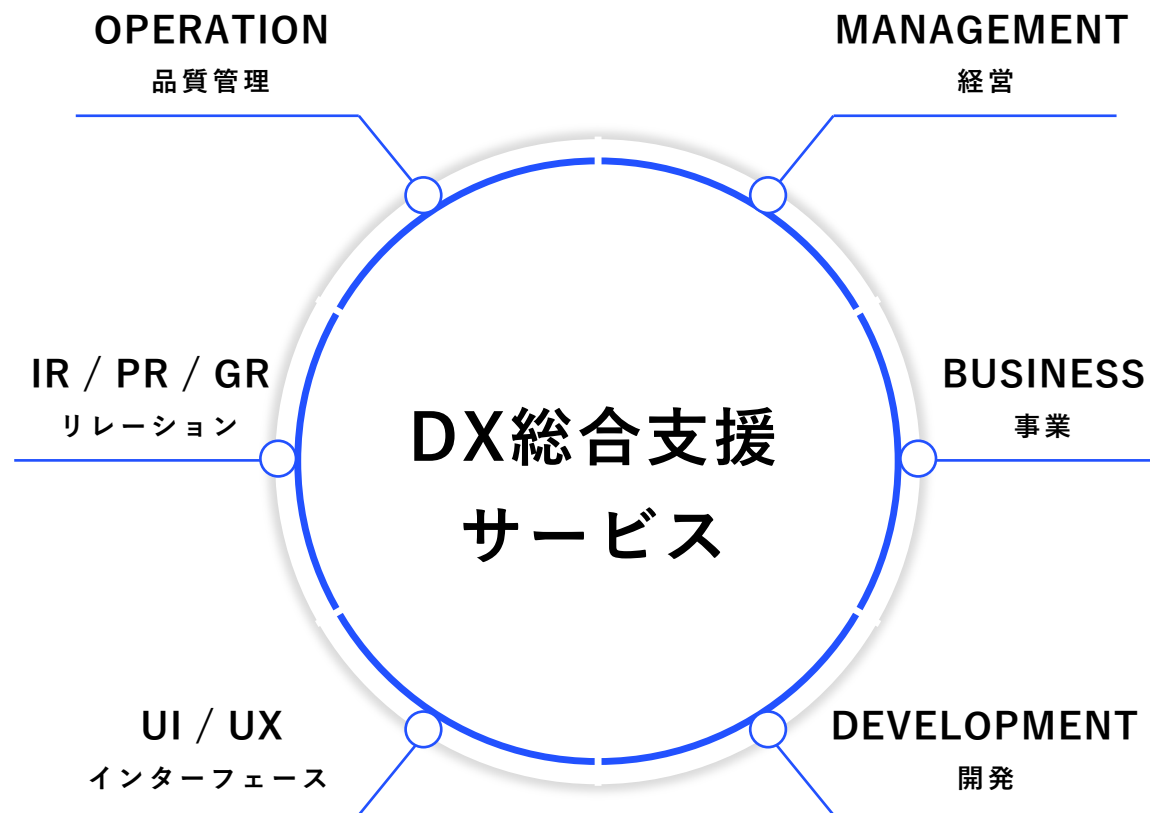 OPERATION
品質管理
MANAGEMENT
経営
IR / PR / GR
リレーション
BUSINESS
事業
DX総合支援
サービス
UI / UX
インターフェース
DEVELOPMENT
開発